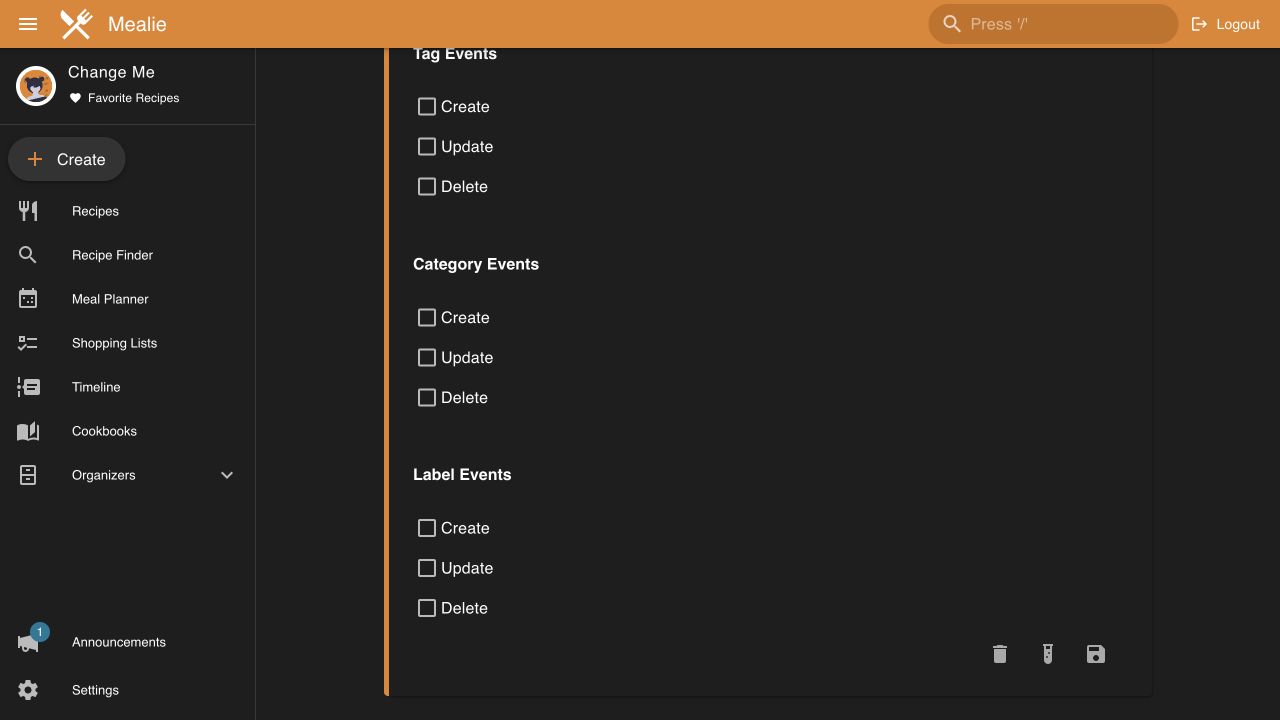 Mealie
Press '/'
Logout
Change Me
Favorite Recipes
Create
Recipes
Recipe Finder
Meal Planner
Shopping Lists
Timeline
Cookbooks
Organizers
1
Announcements
Settings
Tag Events
Create
Update
Delete
Category Events
Create
Update
Delete
Label Events
Create
Update
Delete